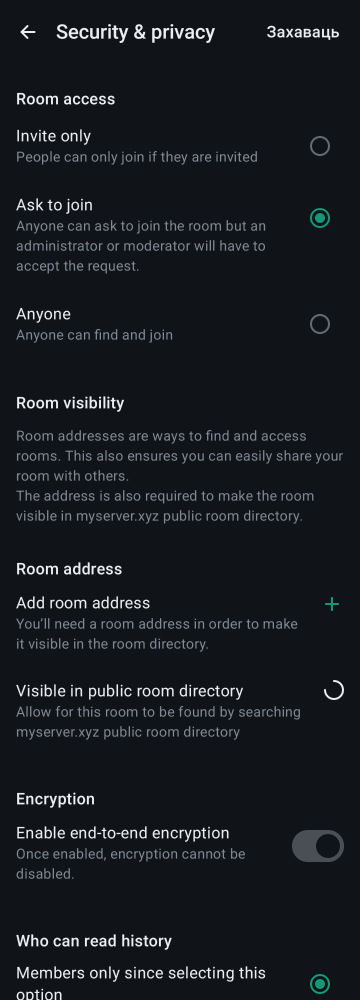 Security & privacy
Захаваць
Room access
Invite only
People can only join if they are invited
Ask to join
Anyone can ask to join the room but an
administrator or moderator will have to
accept the request.
Anyone
Anyone can find and join
Room visibility
Room addresses are ways to find and access
rooms. This also ensures you can easily share your
room with others.
The address is also required to make the room
visible in myserver.xyz public room directory.
Room address
Add room address
You’ll need a room address in order to make
it visible in the room directory.
Visible in public room directory
Allow for this room to be found by searching
myserver.xyz public room directory
Encryption
Enable end-to-end encryption
Once enabled, encryption cannot be
disabled.
Who can read history
Members only since selecting this
option